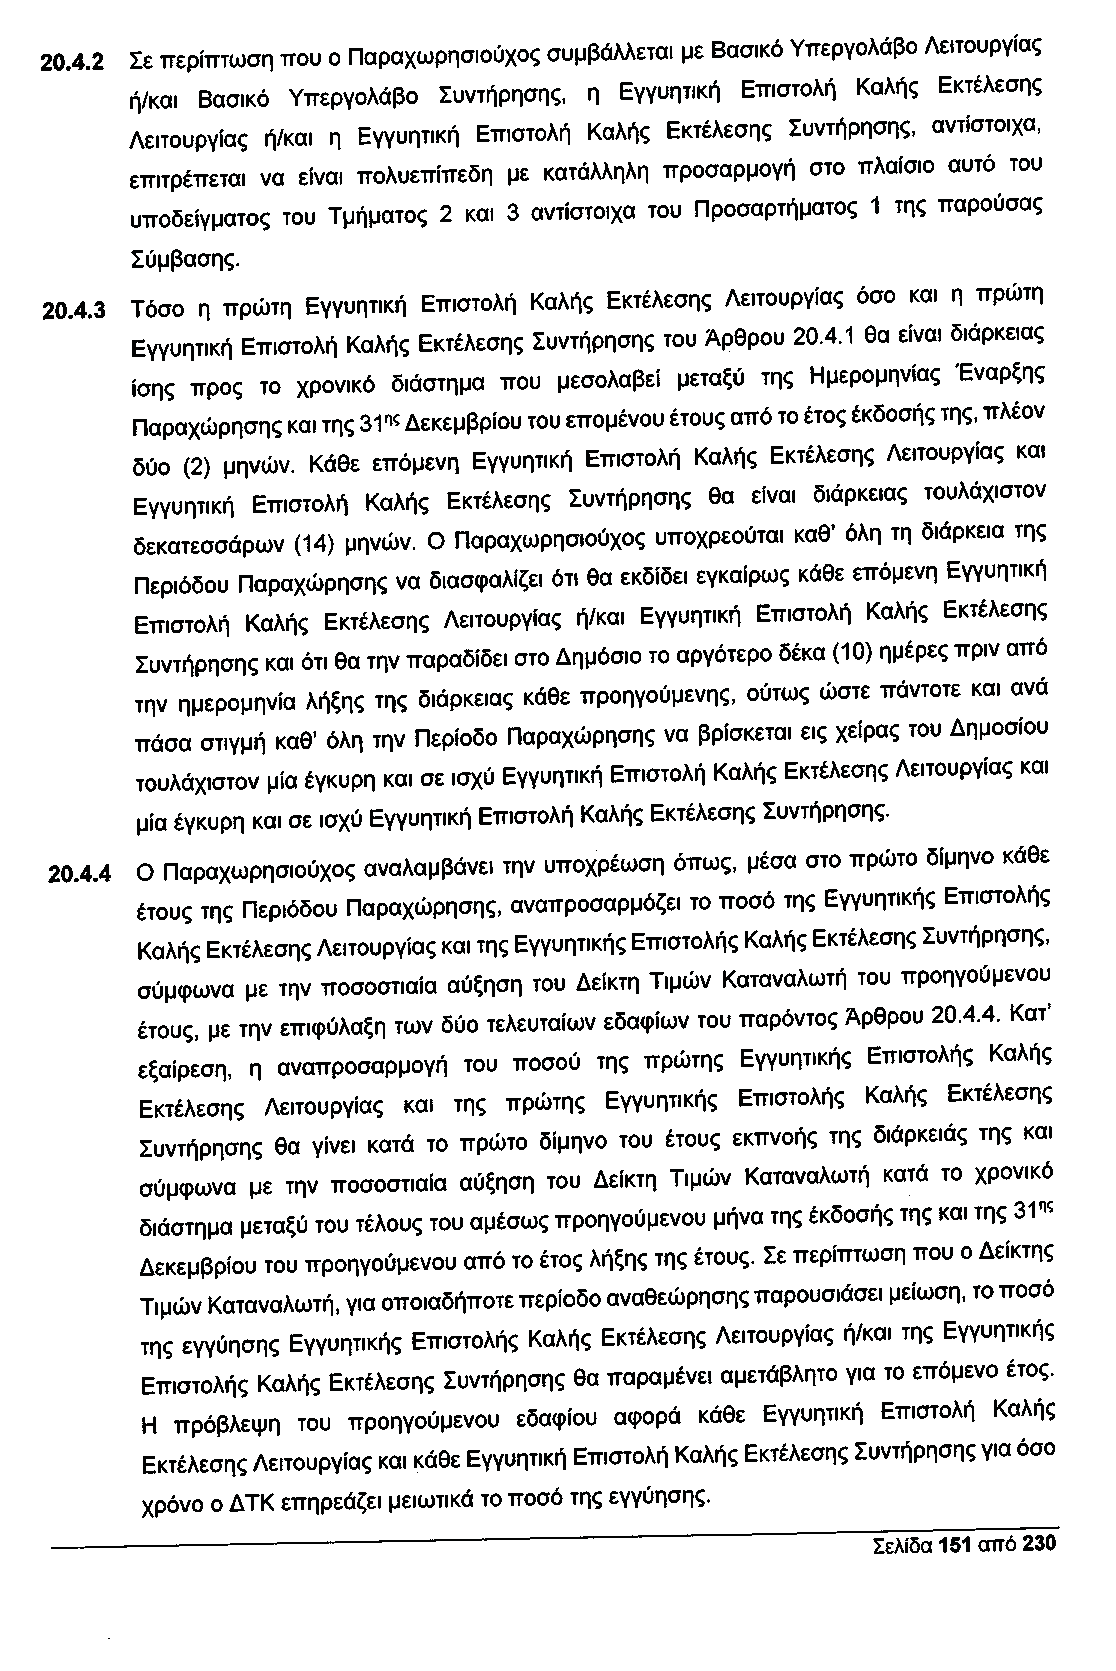 20.4.2 Σε περίπτωση που ο Παραχωρησιούχος συμβάλλεται με Βασικό Υπεργολάβο Λειτουργίας
ή/και Βασικό Υπεργολάβο Συντήρησης, η Εγγυητική Επιστολή Καλής Εκτέλεσης
Λειτουργίας ή/και η Εγγυητική Επιστολή Καλής Εκτέλεσης Συντήρησης, αντίστοιχα,
επιτρέπεται να είναι πολυεπίπεδη με κατάλληλη προσαρμογή στο πλαίσιο αυτό του
υποδείγματος του Τμήματος 2 και 3 αντίστοιχα του Προσαρτήματος 1 της παρούσας
Σύμβασης.
20.4.3 Τόσο η πρώτη Εγγυητική Επιστολή Καλής Εκτέλεσης Λειτουργίας όσο και η πρώτη
Εγγυητική Επιστολή Καλής Εκτέλεσης Συντήρησης του Άρθρου 20.4.1 θα είναι διάρκειας
ίσης προς το χρονικό διάστημα που μεσολαβεί μεταξύ της Ημερομηνίας Έναρξης
Παραχώρησης και της 31ης Δεκεμβρίου του επομένου έτους από το έτος έκδοσής της, πλέον
δύο (2) μηνών. Κάθε επόμενη Εγγυητική Επιστολή Καλής Εκτέλεσης Λειτουργίας και
Εγγυητική Επιστολή Καλής Εκτέλεσης Συντήρησης θα είναι διάρκειας τουλάχιστον
δεκατεσσάρων (14) μηνών. Ο Παραχωρησιούχος υποχρεούται καθ' όλη τη διάρκεια της
Περιόδου Παραχώρησης να διασφαλίζει ότι θα εκδίδει εγκαίρως κάθε επόμενη Εγγυητική
Επιστολή Καλής Εκτέλεσης Λειτουργίας ή/και Εγγυητική Επιστολή Καλής Εκτέλεσης
Συντήρησης και ότι θα την παραδίδει στο Δημόσιο το αργότερο δέκα (10) ημέρες πριν από
την ημερομηνία λήξης της διάρκειας κάθε προηγούμενης, ούτως ώστε πάντοτε και ανά
πάσα στιγμή καθ' όλη την Περίοδο Παραχώρησης να βρίσκεται εις χείρας του Δημοσίου
τουλάχιστον μία έγκυρη και σε ισχύ Εγγυητική Επιστολή Καλής Εκτέλεσης Λειτουργίας και
μία έγκυρη και σε ισχύ Εγγυητική Επιστολή Καλής Εκτέλεσης Συντήρησης.
20.4.4 Ο Παραχωρησιούχος αναλαμβάνει την υποχρέωση όπως, μέσα στο πρώτο δίμηνο κάθε
έτους της Περιόδου Παραχώρησης, αναπροσαρμόζει το ποσό της Εγγυητικής Επιστολής
Καλής Εκτέλεσης Λειτουργίας και της Εγγυητικής Επιστολής Καλής Εκτέλεσης Συντήρησης,
σύμφωνα με την ποσοστιαία αύξηση του Δείκτη Τιμών Καταναλωτή του προηγούμενου
έτους, με την επιφύλαξη των δύο τελευταίων εδαφίων του παρόντος Άρθρου 20.4.4. Κατ'
εξαίρεση, η αναπροσαρμογή του ποσού της πρώτης Εγγυητικής Επιστολής Καλής
Εκτέλεσης Λειτουργίας και της πρώτης Εγγυητικής Επιστολής Καλής Εκτέλεσης
Συντήρησης θα γίνει κατά το πρώτο δίμηνο του έτους εκπνοής της διάρκειάς της και
σύμφωνα με την ποσοστιαία αύξηση του Δείκτη Τιμών Καταναλωτή κατά το χρονικό
διάστημα μεταξύ του τέλους του αμέσως προηγούμενου μήνα της έκδοσής της και της 31ης
Δεκεμβρίου του προηγούμενου από το έτος λήξης της έτους. Σε περίπτωση που ο Δείκτης
Τιμών Καταναλωτή, για οποιαδήποτε περίοδο αναθεώρησης παρουσιάσει μείωση, το ποσό
της εγγύησης Εγγυητικής Επιστολής Καλής Εκτέλεσης Λειτουργίας ή/και της Εγγυητικής
Επιστολής Καλής Εκτέλεσης Συντήρησης θα παραμένει αμετάβλητο για το επόμενο έτος.
Η πρόβλεψη του προηγούμενου εδαφίου αφορά κάθε Εγγυητική Επιστολή Καλής
Εκτέλεσης Λειτουργίας και κάθε Εγγυητική Επιστολή Καλής Εκτέλεσης Συντήρησης για όσο
χρόνο ο ΔΤΚ επηρεάζει μειωτικά το ποσό της εγγύησης.
Σελίδα 151 από 230